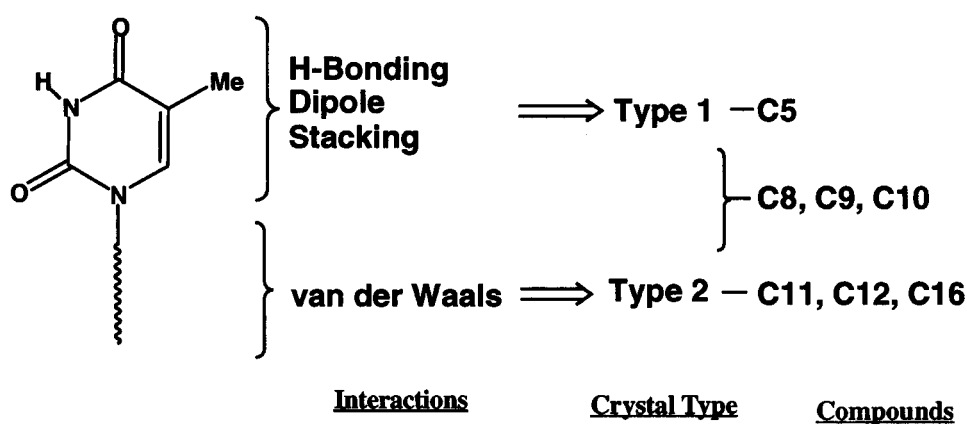 O
H
N
Me
O
N
H-Bonding
Dipole
Stacking
Type 1 – C5
C8, C9, C10
van der Waals
Type 2 – C11, C12, C16
Interactions
Crystal Type
Compounds